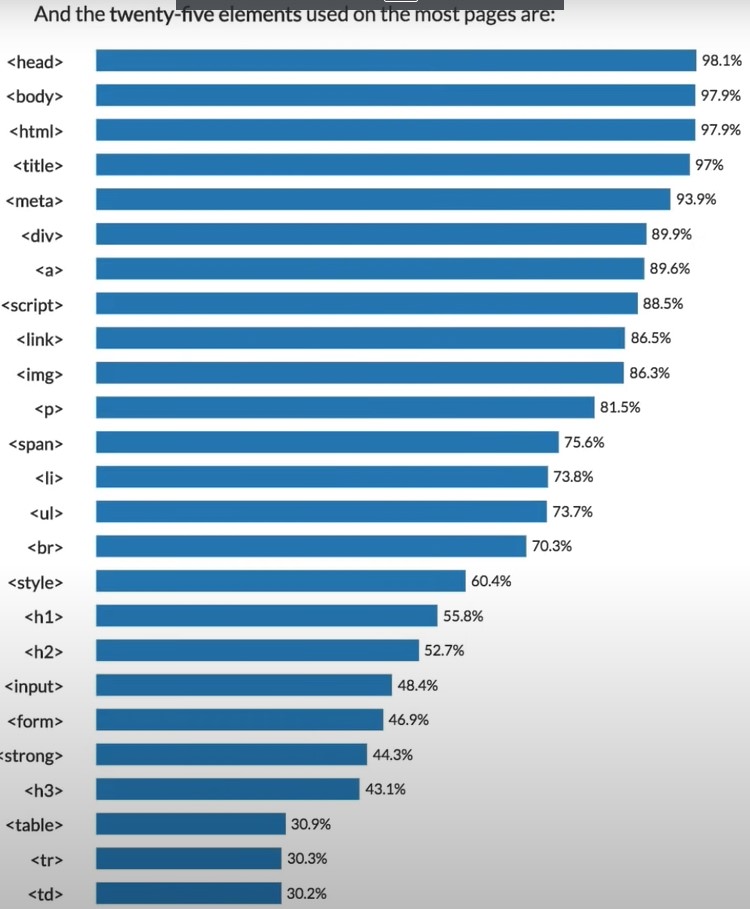 And the twenty-five elements used on the most pages are:
<head> 98.1%
<body> 97.9%
<html> 97.9%
<title> 97%
<meta> 93.9%
<div> 89.9%
<a> 89.6%
<script> 88.5%
<link> 86.5%
<img> 86.3%
<p> 81.5%
<span> 75.6%
<li> 73.8%
<ul> 73.7%
<br> 70.3%
<style> 60.4%
<h1> 55.8%
<h2> 52.7%
<input> 48.4%
<form> 46.9%
<strong> 44.3%
<h3> 43.1%
<table> 30.9%
<tr> 30.3%
<td> 30.2%